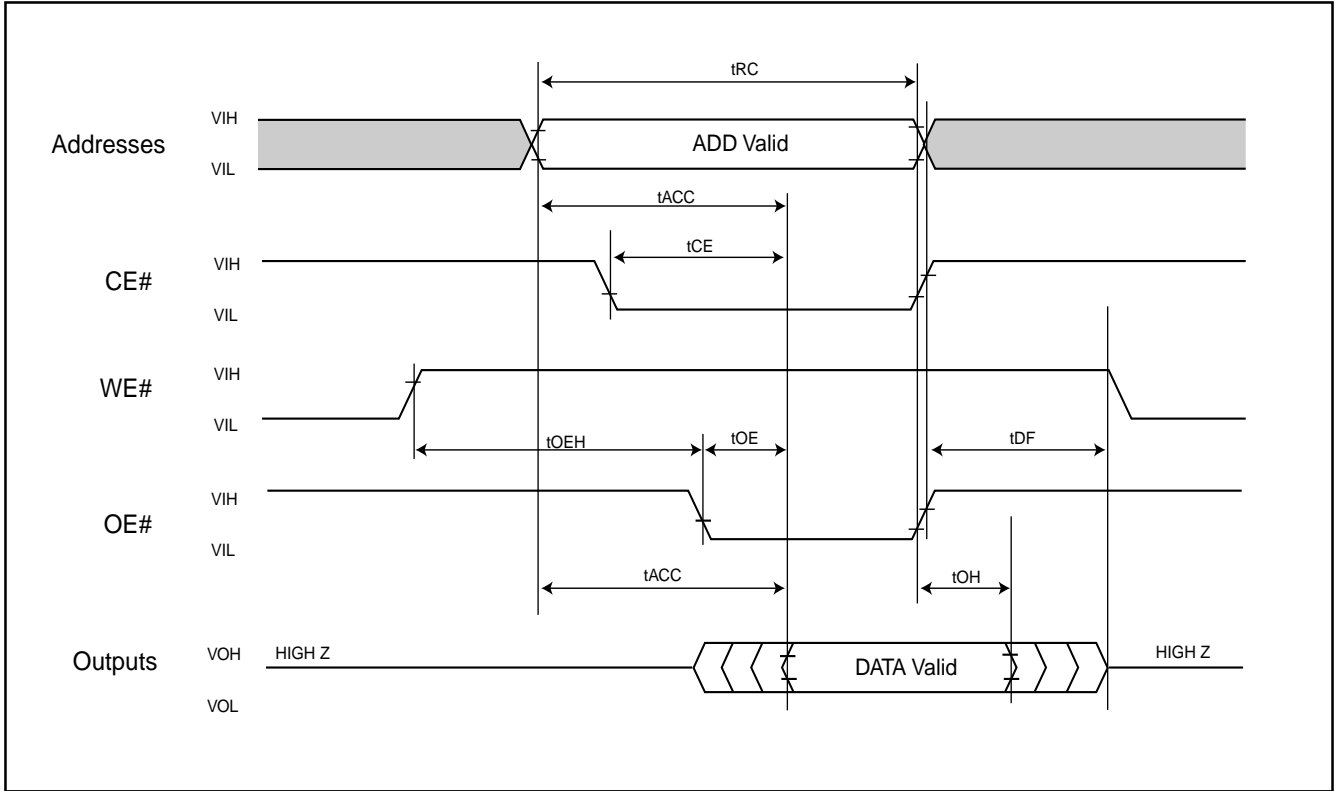 tRC
VIH
Addresses
ADD Valid
VIL
tACC
tCE
VIH
CE#
VIL
VIH
WE#
VIL
tOEH
tOE
tDF
VIH
OE#
VIL
tACC
tOH
VOH
HIGH Z
Outputs
DATA Valid
HIGH Z
VOL